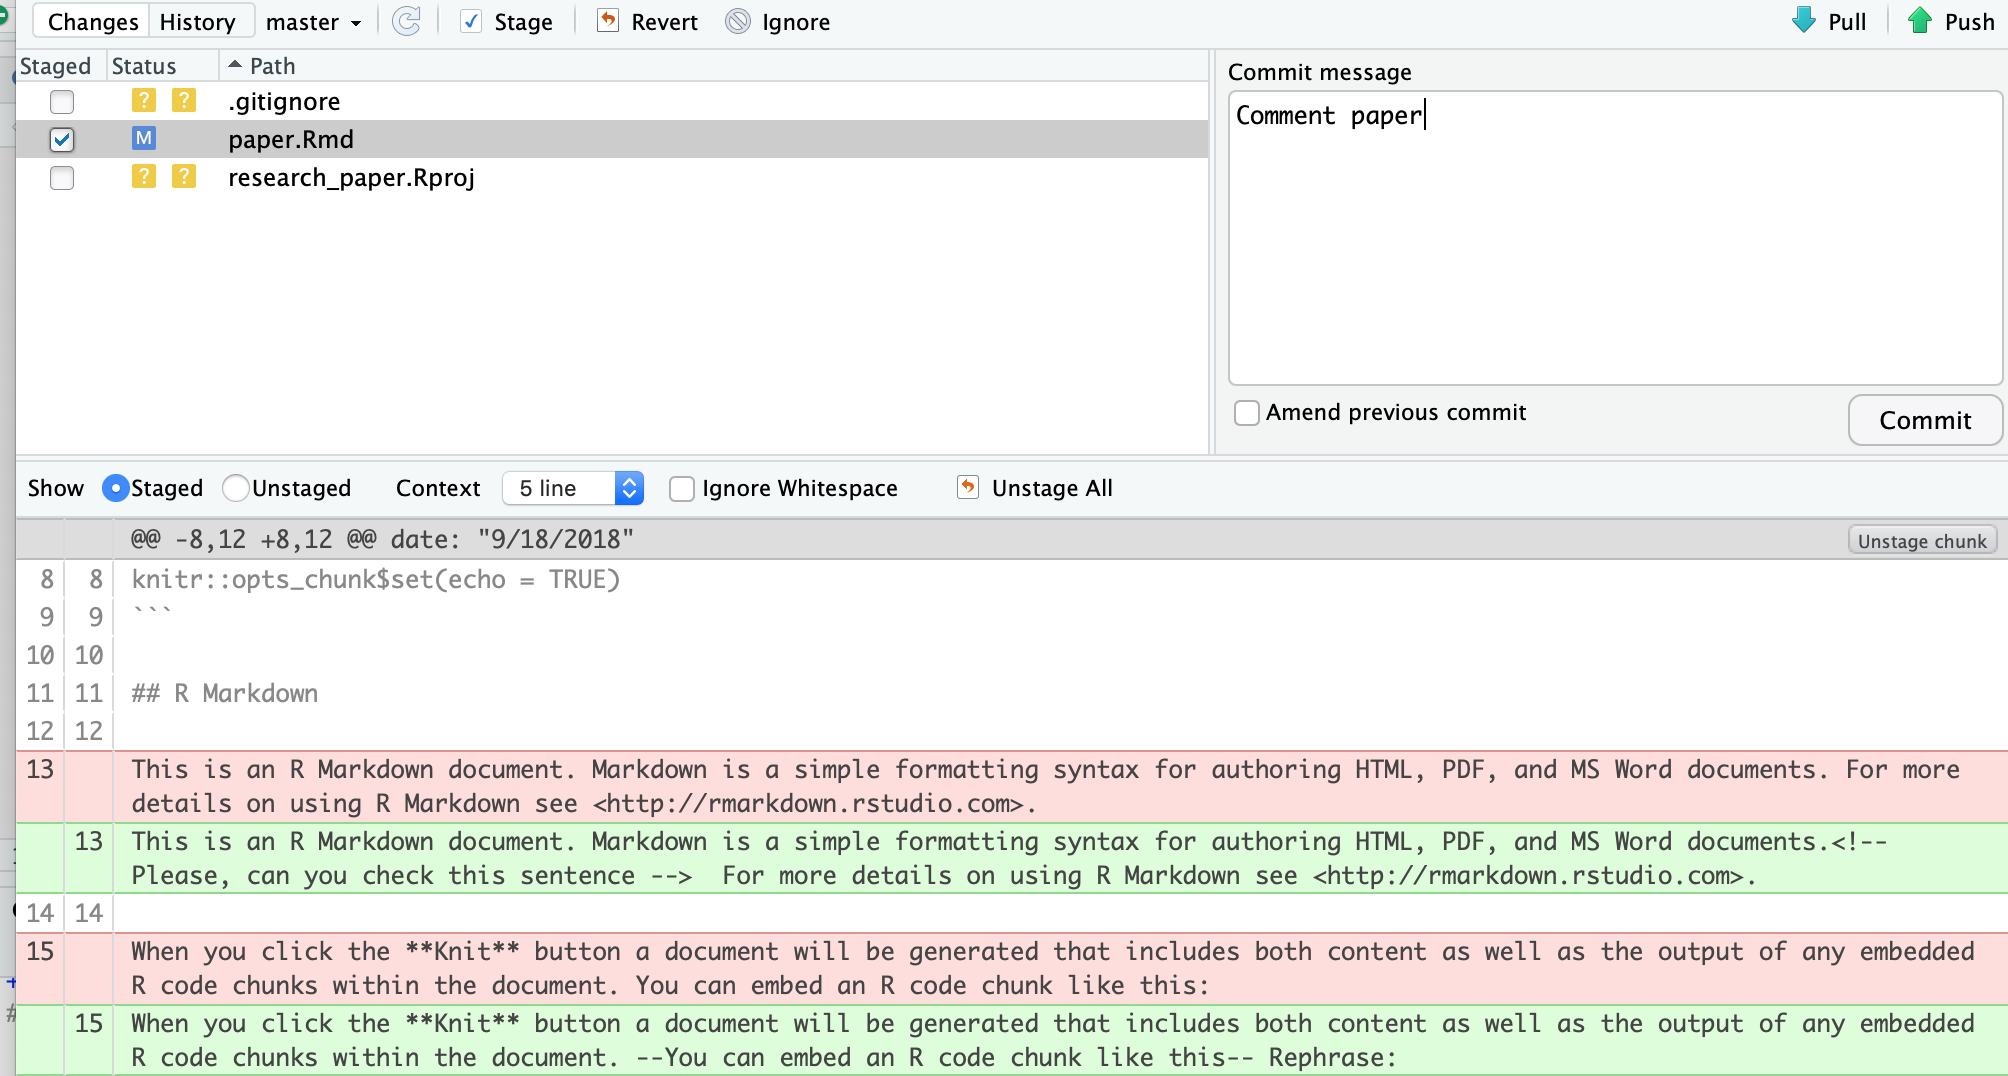 Changes History master Stage Revert Ignore Pull Push
Staged Status Path
? ? .gitignore
M paper.Rmd
? ? research_paper.Rproj
Commit message
Comment paper
Amend previous commit
Commit
Show Staged Unstaged Context 5 line Ignore Whitespace Unstage All
@@ -8,12 +8,12 @@ date: "9/18/2018" Unstage chunk
8 8 knitr::opts_chunk$set(echo = TRUE)
9 9 ```
10 10
11 11 ## R Markdown
12 12
13 This is an R Markdown document. Markdown is a simple formatting syntax for authoring HTML, PDF, and MS Word documents. For more
details on using R Markdown see <http://rmarkdown.rstudio.com>.
13 This is an R Markdown document. Markdown is a simple formatting syntax for authoring HTML, PDF, and MS Word documents.<!--
Please, can you check this sentence -->  For more details on using R Markdown see <http://rmarkdown.rstudio.com>.
14 14
15 When you click the **Knit** button a document will be generated that includes both content as well as the output of any embedded
R code chunks within the document. You can embed an R code chunk like this:
15 When you click the **Knit** button a document will be generated that includes both content as well as the output of any embedded
R code chunks within the document. --You can embed an R code chunk like this-- Rephrase: